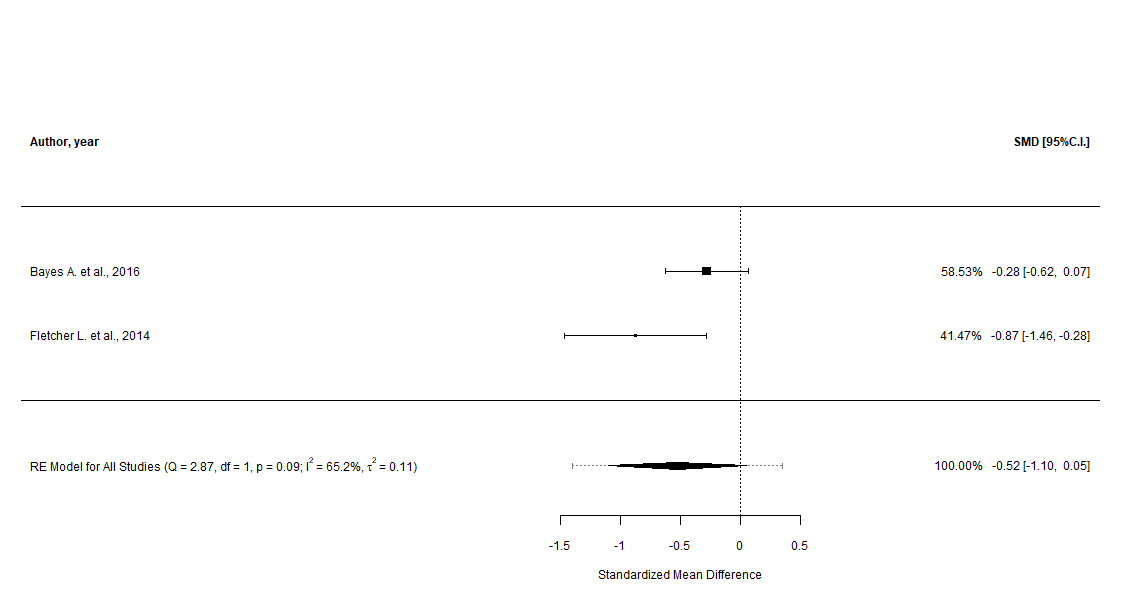 Author, year SMD [95%C.I.]
Bayes A. et al., 2016 58.53% -0.28 [-0.62, 0.07]
Fletcher L. et al., 2014 41.47% -0.87 [-1.46, -0.28]
RE Model for All Studies (Q = 2.87, df = 1, p = 0.09; I² = 65.2%, τ² = 0.11) 100.00% -0.52 [-1.10, 0.05]
-1.5 -1 -0.5 0 0.5
Standardized Mean Difference